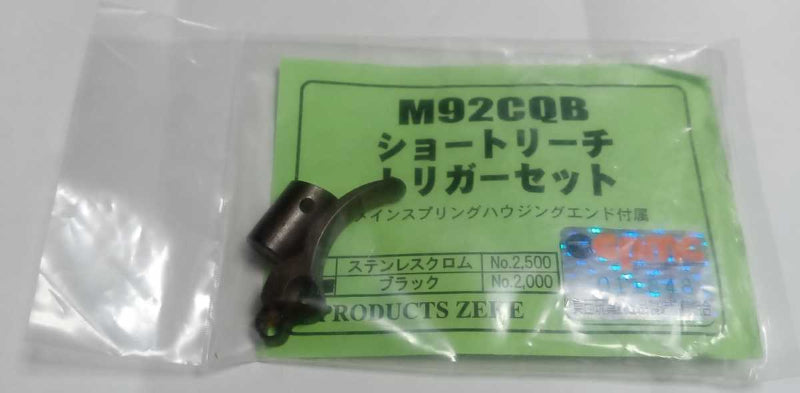 M92CQB
ショートリーチ
トリガーセット
メインスプリングハウジングエンド付属
ステンレスクロム No.2,500
ブラック No.2,000
PRODUCTS ZEKE